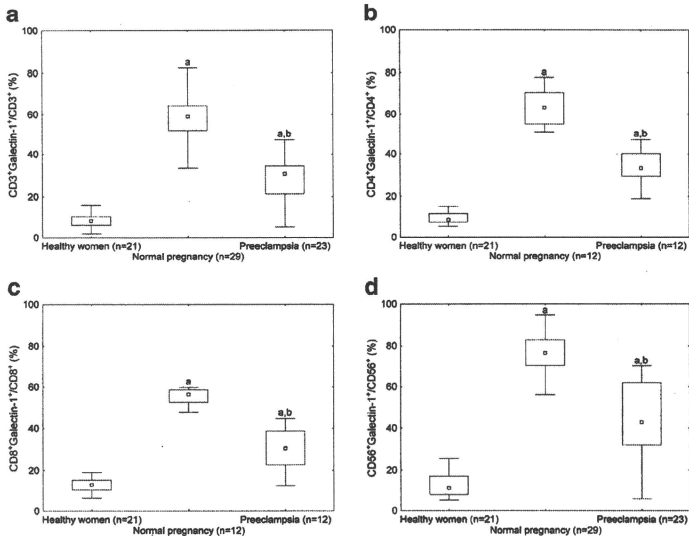 a
CD3⁺Galectin-1⁺/CD3⁺ (%)
100
80
60
40
20
0
a
a,b
Healthy women (n=21)
Preeclampsia (n=23)
Normal pregnancy (n=29)
b
CD4⁺Galectin-1⁺/CD4⁺ (%)
100
80
60
40
20
0
a
a,b
Healthy women (n=21)
Preeclampsia (n=12)
Normal pregnancy (n=12)
c
CD8⁺Galectin-1⁺/CD8⁺ (%)
100
80
60
40
20
0
a
a,b
Healthy women (n=21)
Preeclampsia (n=12)
Normal pregnancy (n=12)
d
CD56⁺Galectin-1⁺/CD56⁺ (%)
100
80
60
40
20
0
a
a,b
Healthy women (n=21)
Preeclampsia (n=23)
Normal pregnancy (n=29)